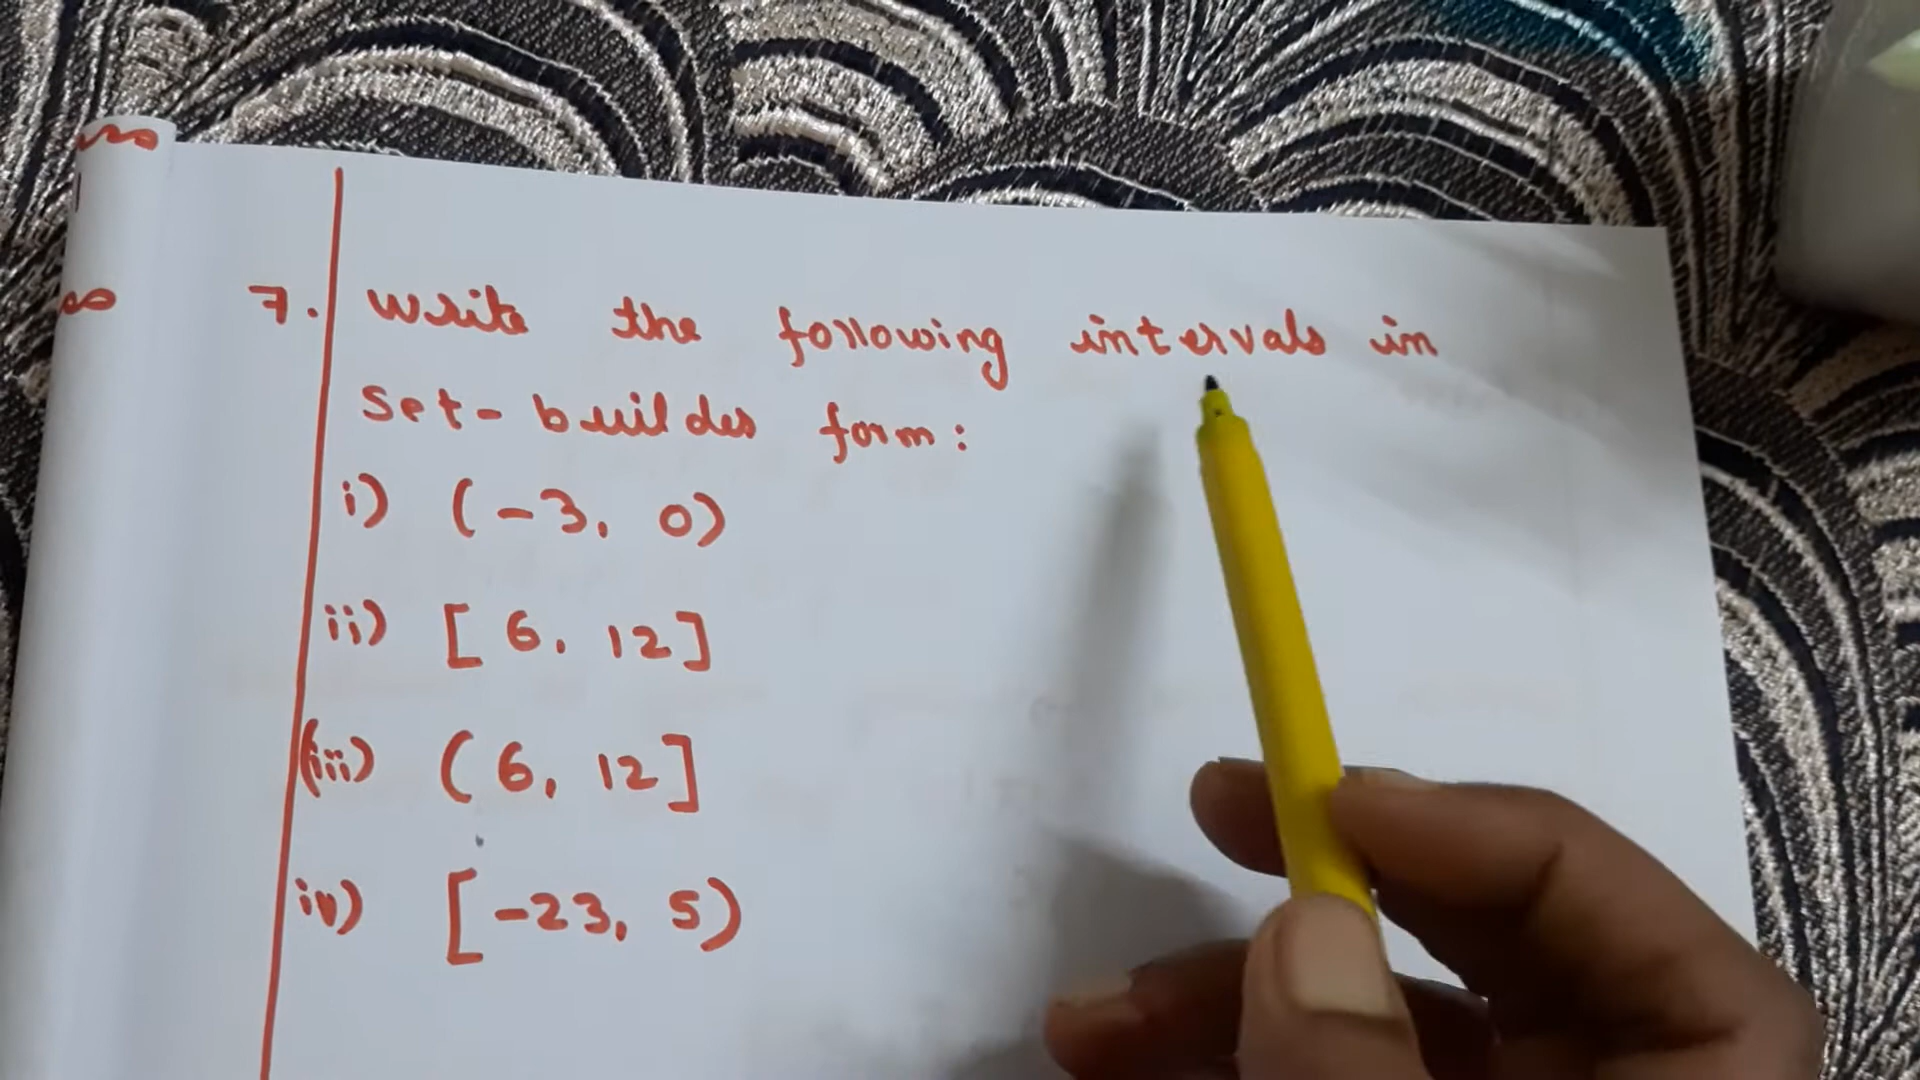 7. Write the following intervals in
set-builder form:
i) (-3, 0)
ii) [6, 12]
(iii) (6, 12]
iv) [-23, 5)